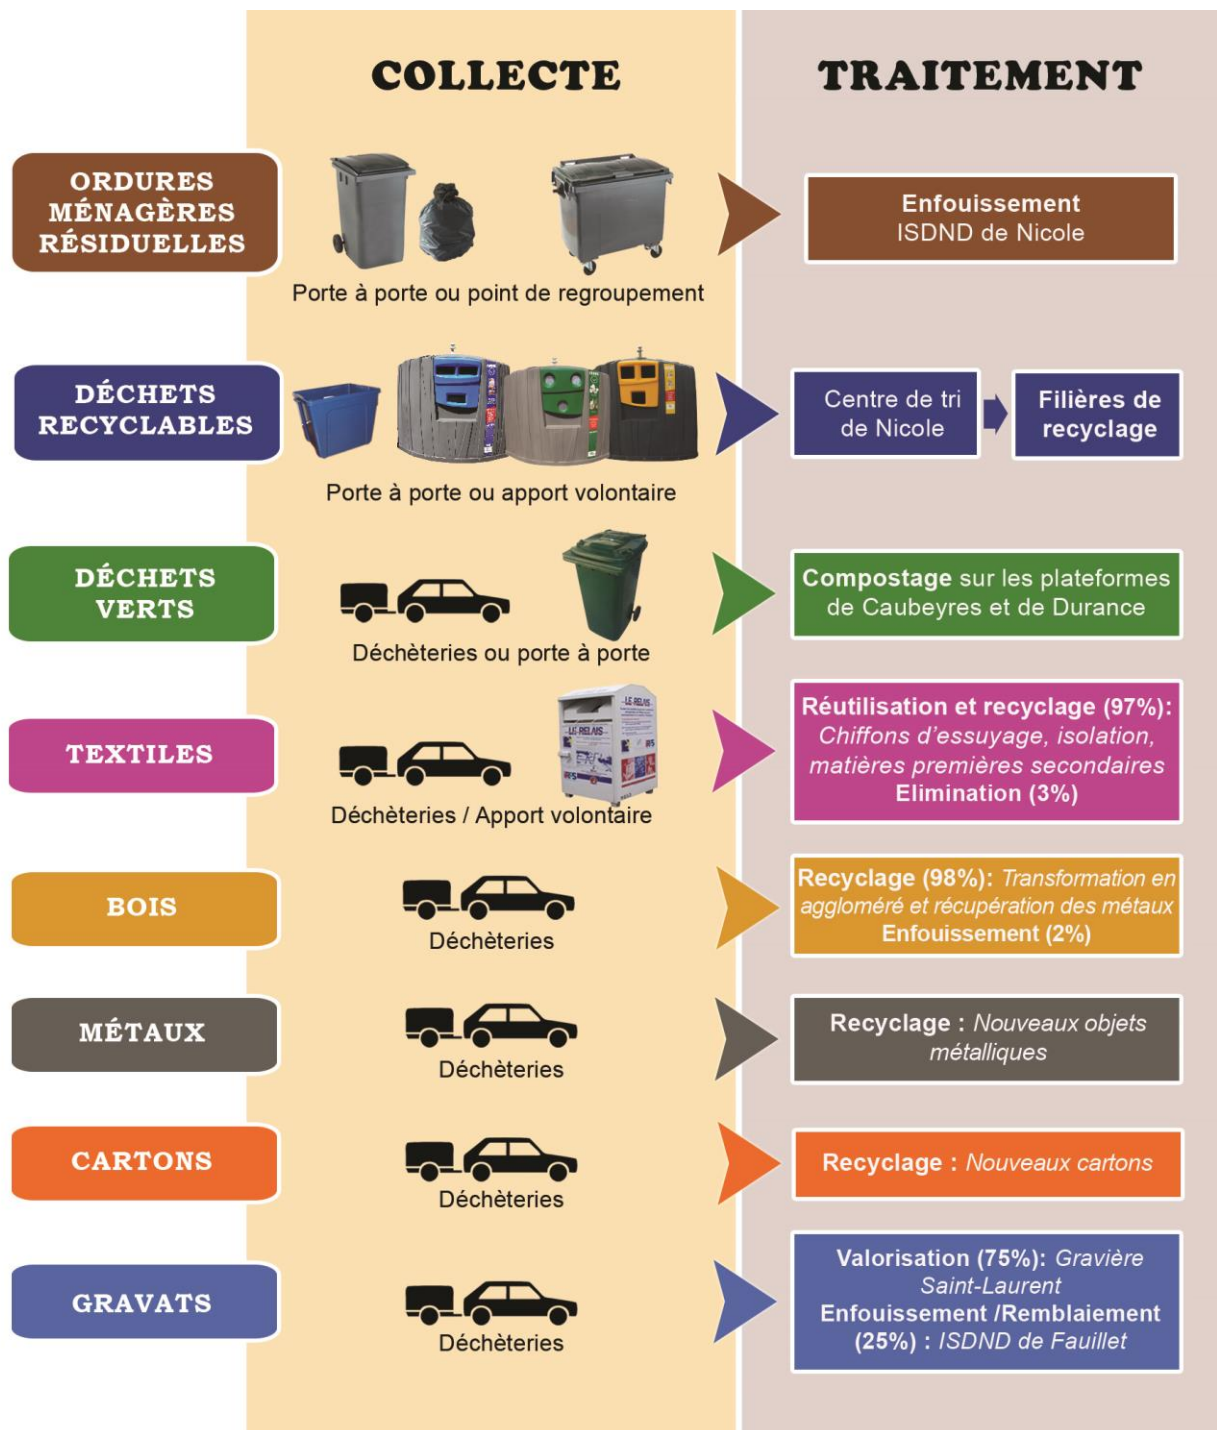 COLLECTE
TRAITEMENT
ORDURES
MÉNAGÈRES
RÉSIDUELLES
Porte à porte ou point de regroupement
Enfouissement
ISDND de Nicole
DÉCHETS
RECYCLABLES
Porte à porte ou apport volontaire
Centre de tri
de Nicole
Filières de
recyclage
DÉCHETS
VERTS
Déchèteries ou porte à porte
Compostage sur les plateformes
de Caubeyres et de Durance
TEXTILES
LE RELAIS
LE RELAIS
Déchèteries / Apport volontaire
Réutilisation et recyclage (97%):
Chiffons d'essuyage, isolation,
matières premières secondaires
Elimination (3%)
BOIS
Déchèteries
Recyclage (98%): Transformation en
aggloméré et récupération des métaux
Enfouissement (2%)
MÉTAUX
Déchèteries
Recyclage : Nouveaux objets
métalliques
CARTONS
Déchèteries
Recyclage : Nouveaux cartons
GRAVATS
Déchèteries
Valorisation (75%): Gravière
Saint-Laurent
Enfouissement /Remblaiement
(25%) : ISDND de Fauillet